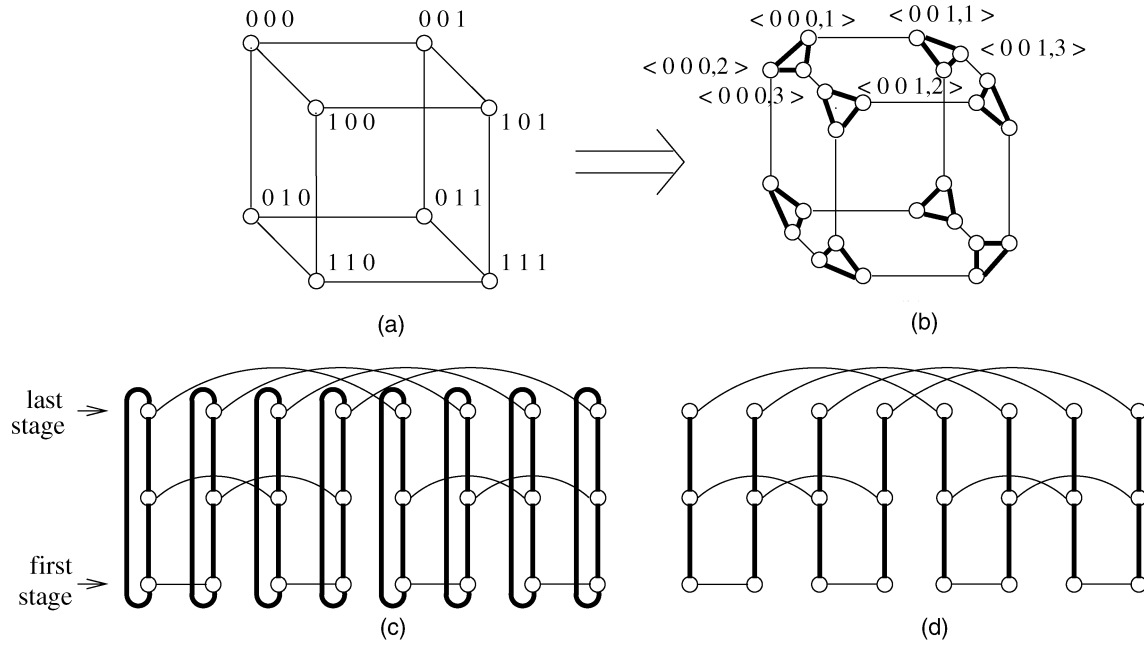 0 0 0
0 0 1
1 0 0
1 0 1
0 1 0
0 1 1
1 1 0
1 1 1
(a)
< 0 0 0,1 >
< 0 0 1,1 >
< 0 0 0,2 >
< 0 0 1,3 >
< 0 0 0,3 >
< 0 0 1,2 >
(b)
last
stage
first
stage
(c)
(d)